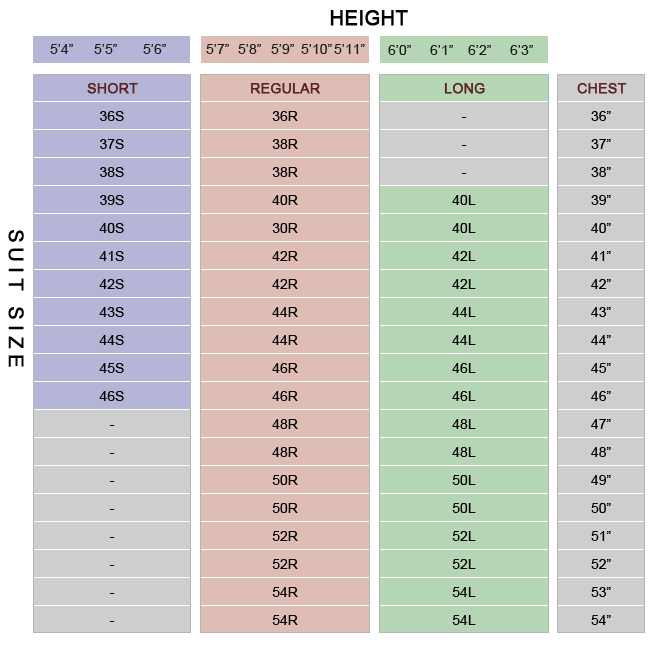 HEIGHT
5’4” 5’5” 5’6” 5’7” 5’8” 5’9” 5’10” 5’11” 6’0” 6’1” 6’2” 6’3”
SHORT REGULAR LONG CHEST
36S 36R - 36”
37S 38R - 37”
38S 38R - 38”
39S 40R 40L 39”
40S 30R 40L 40”
41S 42R 42L 41”
42S 42R 42L 42”
43S 44R 44L 43”
44S 44R 44L 44”
45S 46R 46L 45”
46S 46R 46L 46”
- 48R 48L 47”
- 48R 48L 48”
- 50R 50L 49”
- 50R 50L 50”
- 52R 52L 51”
- 52R 52L 52”
- 54R 54L 53”
- 54R 54L 54”
SUIT SIZE